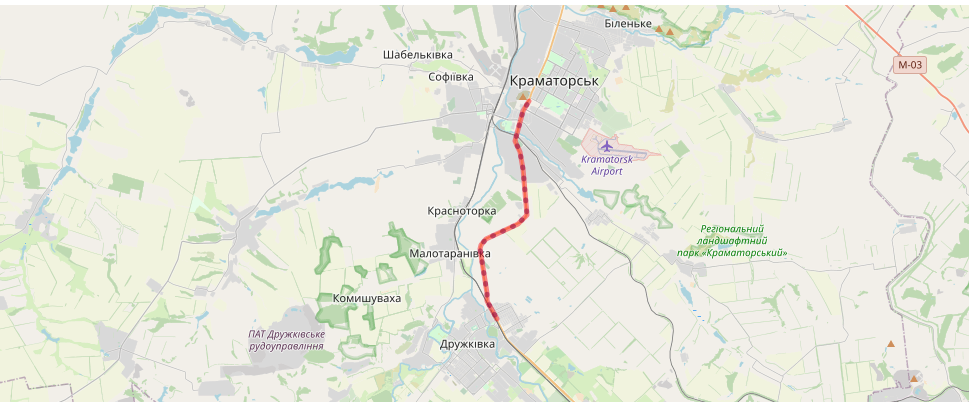 Біленьке
Шабельківка
М-03
Софіївка
Краматорськ
Kramatorsk
Airport
Красноторка
Регіональний
ландшафтний
парк «Краматорський»
Малотаранівка
Комишуваха
ПАТ Дружківське
рудоуправління
Дружківка